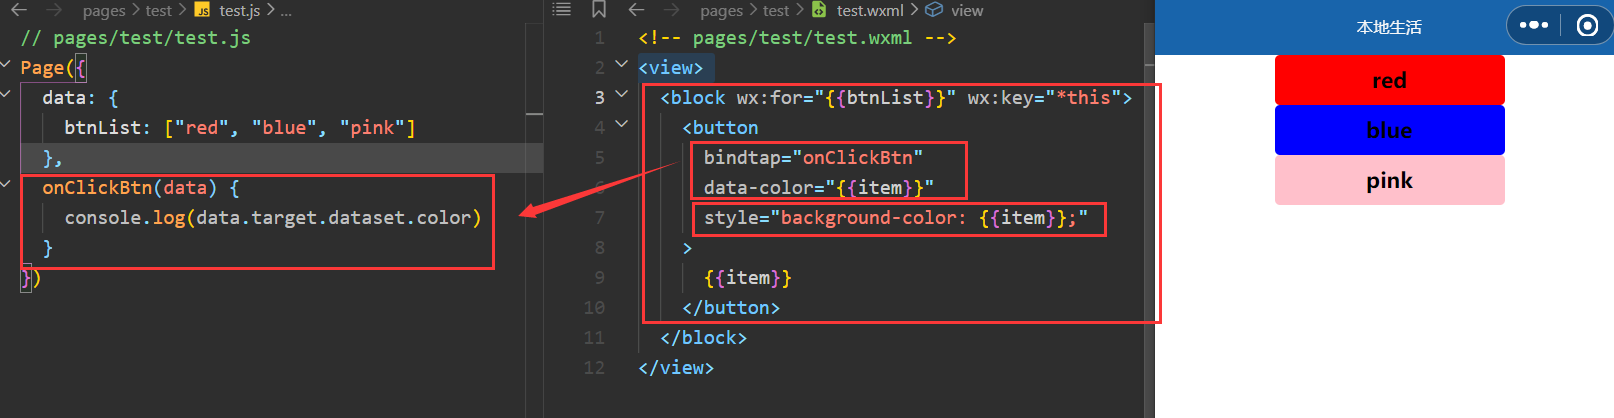 pages > test > JS test.js > ...
// pages/test/test.js
Page({
data: {
btnList: ["red", "blue", "pink"]
},
onClickBtn(data) {
console.log(data.target.dataset.color)
}
})
pages > test > test.wxml > view
1 <!-- pages/test/test.wxml -->
2 <view>
3 <block wx:for="{{btnList}}" wx:key="*this">
4 <button
5 bindtap="onClickBtn"
6 data-color="{{item}}"
7 style="background-color: {{item}};"
8 >
9 {{item}}
10 </button>
11 </block>
12 </view>
本地生活
red
blue
pink